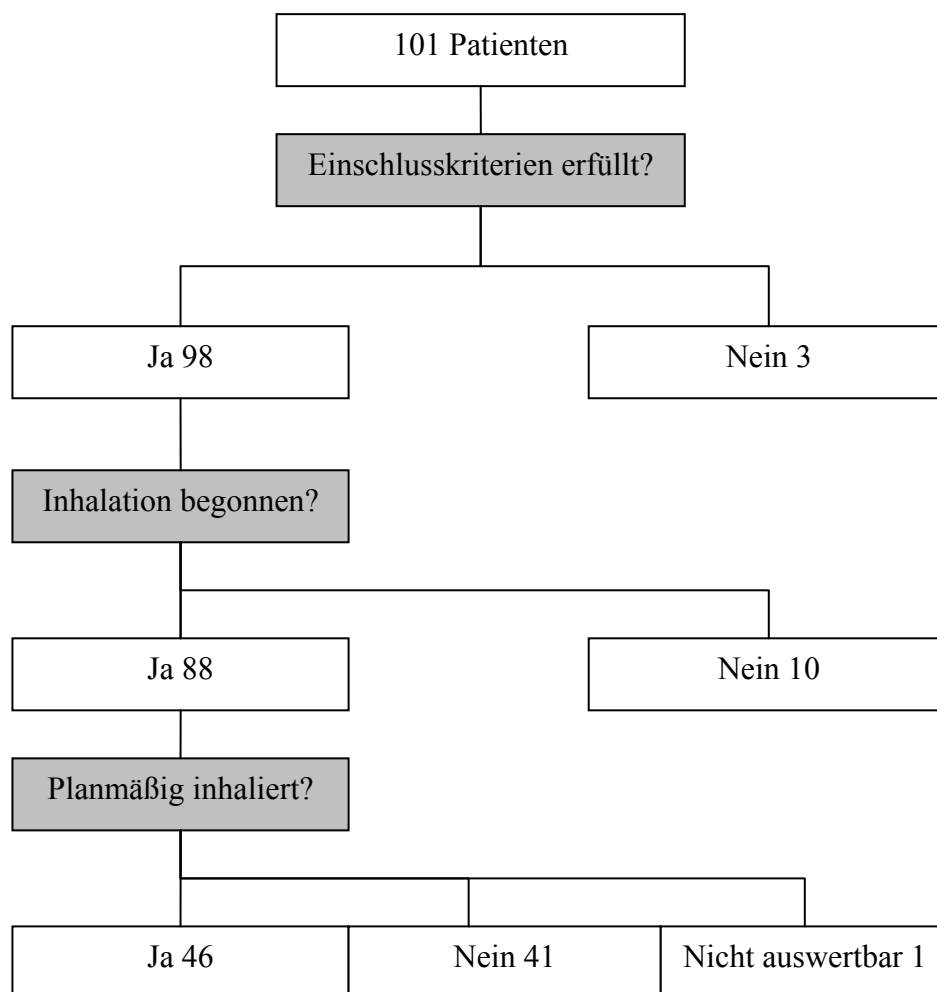 101 Patienten
Einschlusskriterien erfüllt?
Ja 98
Nein 3
Inhalation begonnen?
Ja 88
Nein 10
Planmäßig inhaliert?
Ja 46
Nein 41
Nicht auswertbar 1